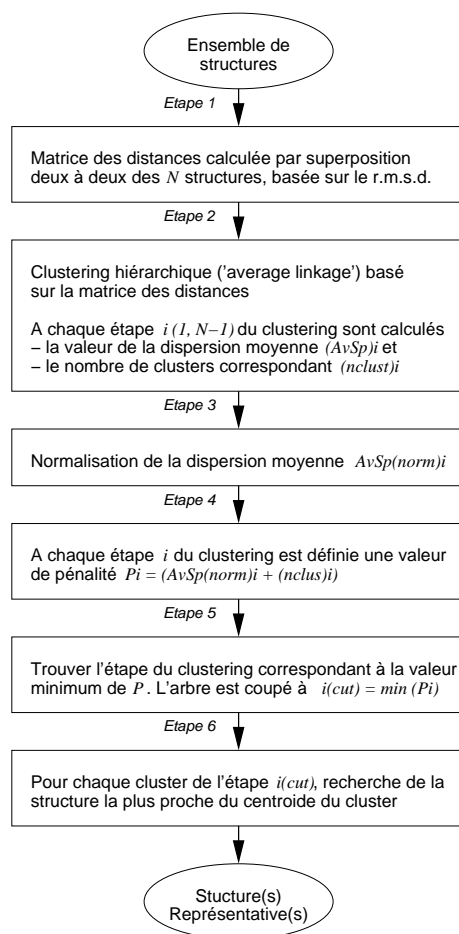 Ensemble de
structures
Etape 1
Matrice des distances calculée par superposition
deux à deux des N structures, basée sur le r.m.s.d.
Etape 2
Clustering hiérarchique ('average linkage') basé
sur la matrice des distances
A chaque étape i (1, N−1) du clustering sont calculés
− la valeur de la dispersion moyenne (AvSp)i et
− le nombre de clusters correspondant (nclust)i
Etape 3
Normalisation de la dispersion moyenne AvSp(norm)i
Etape 4
A chaque étape i du clustering est définie une valeur
de pénalité Pi = (AvSp(norm)i + (nclus)i)
Etape 5
Trouver l'étape du clustering correspondant à la valeur
minimum de P . L'arbre est coupé à i(cut) = min (Pi)
Etape 6
Pour chaque cluster de l'étape i(cut), recherche de la
structure la plus proche du centroide du cluster
Stucture(s)
Représentative(s)